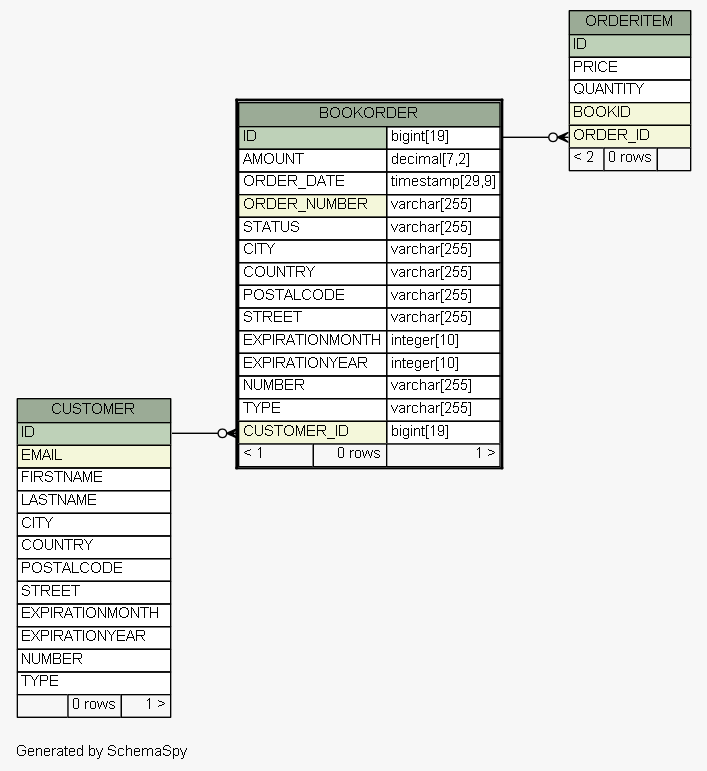 ORDERITEM
ID
PRICE
QUANTITY
BOOKID
ORDER_ID
< 2 0 rows
BOOKORDER
ID bigint[19]
AMOUNT decimal[7,2]
ORDER_DATE timestamp[29,9]
ORDER_NUMBER varchar[255]
STATUS varchar[255]
CITY varchar[255]
COUNTRY varchar[255]
POSTALCODE varchar[255]
STREET varchar[255]
EXPIRATIONMONTH integer[10]
EXPIRATIONYEAR integer[10]
NUMBER varchar[255]
TYPE varchar[255]
CUSTOMER_ID bigint[19]
< 1 0 rows 1 >
CUSTOMER
ID
EMAIL
FIRSTNAME
LASTNAME
CITY
COUNTRY
POSTALCODE
STREET
EXPIRATIONMONTH
EXPIRATIONYEAR
NUMBER
TYPE
0 rows 1 >
Generated by SchemaSpy